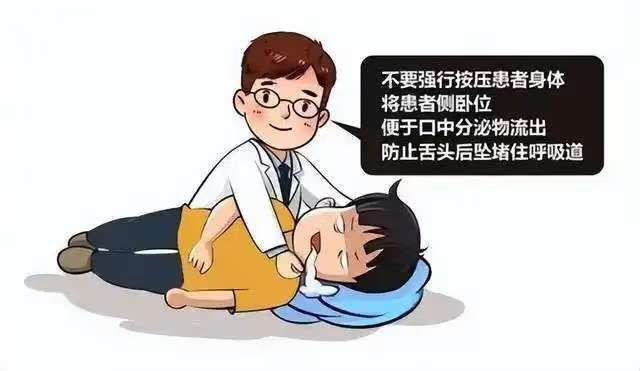 不要强行按压患者身体
将患者侧卧位
便于口中分泌物流出
防止舌头后坠堵住呼吸道